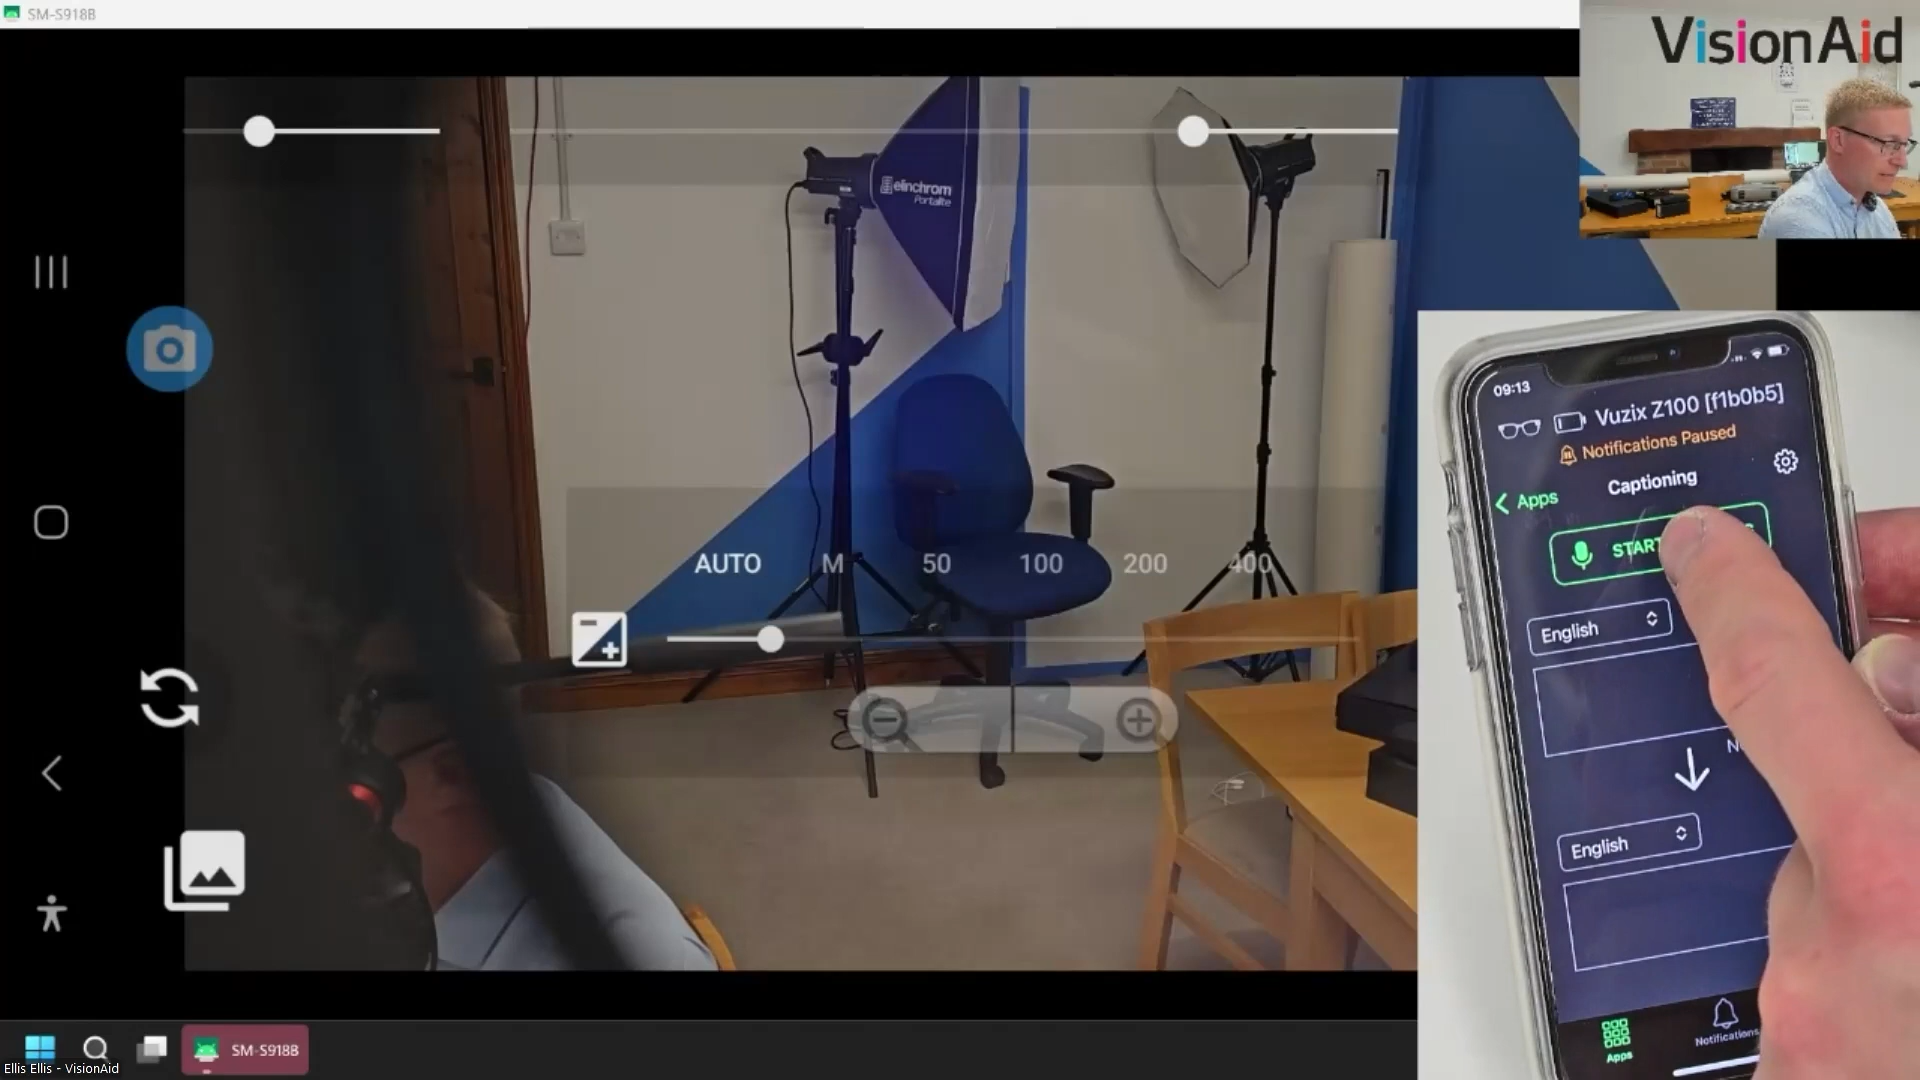 SM-S918B
VisionAid
elinchrom
Portalite
AUTO M 50 100 200 400
09:13
Vuzix Z100 [f1b0b5]
Notifications Paused
Apps
Captioning
START
English
English
Apps
Notifications
SM-S918B
Ellis Ellis - VisionAid